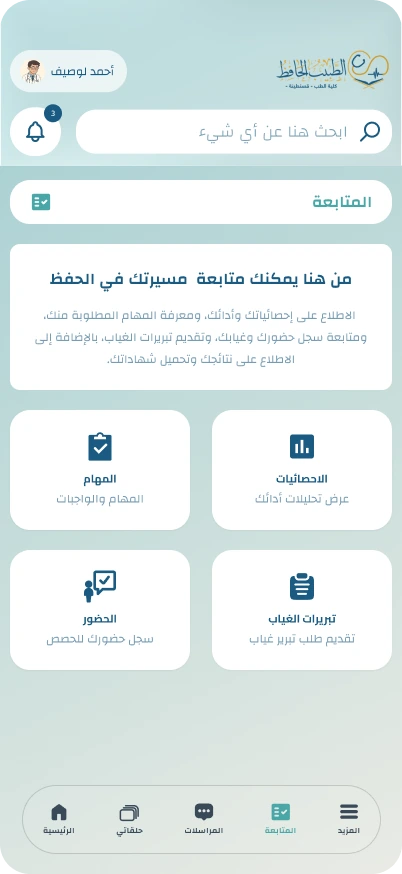 الطبيب الحافظ
كلية الطب - قسنطينة -
أحمد لوصيف
3
ابحث هنا عن أي شيء
المتابعة
من هنا يمكنك متابعة مسيرتك في الحفظ
الاطلاع على إحصائياتك وأدائك، ومعرفة المهام المطلوبة منك،
ومتابعة سجل حضورك وغيابك، وتقديم تبريرات الغياب، بالإضافة إلى
الاطلاع على نتائجك وتحميل شهاداتك.
الاحصائيات
عرض تحليلات أدائك
المهام
المهام والواجبات
تبريرات الغياب
تقديم طلب تبرير غياب
الحضور
سجل حضورك للحصص
المزيد
المتابعة
المراسلات
حلقاتي
الرئيسية